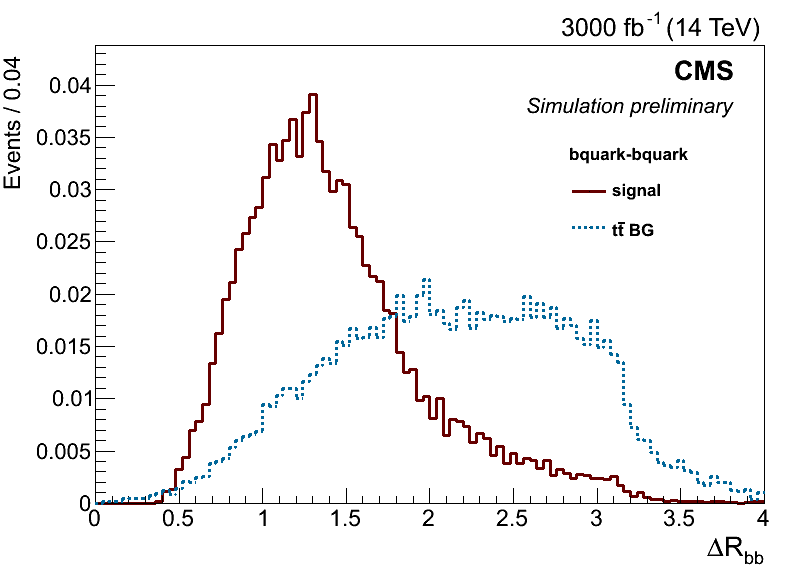 3000 fb⁻¹ (14 TeV)
Events / 0.04
CMS
Simulation preliminary
bquark-bquark
signal
tt̄ BG
0.04
0.035
0.03
0.025
0.02
0.015
0.01
0.005
0
0 0.5 1 1.5 2 2.5 3 3.5 4
ΔR_bb